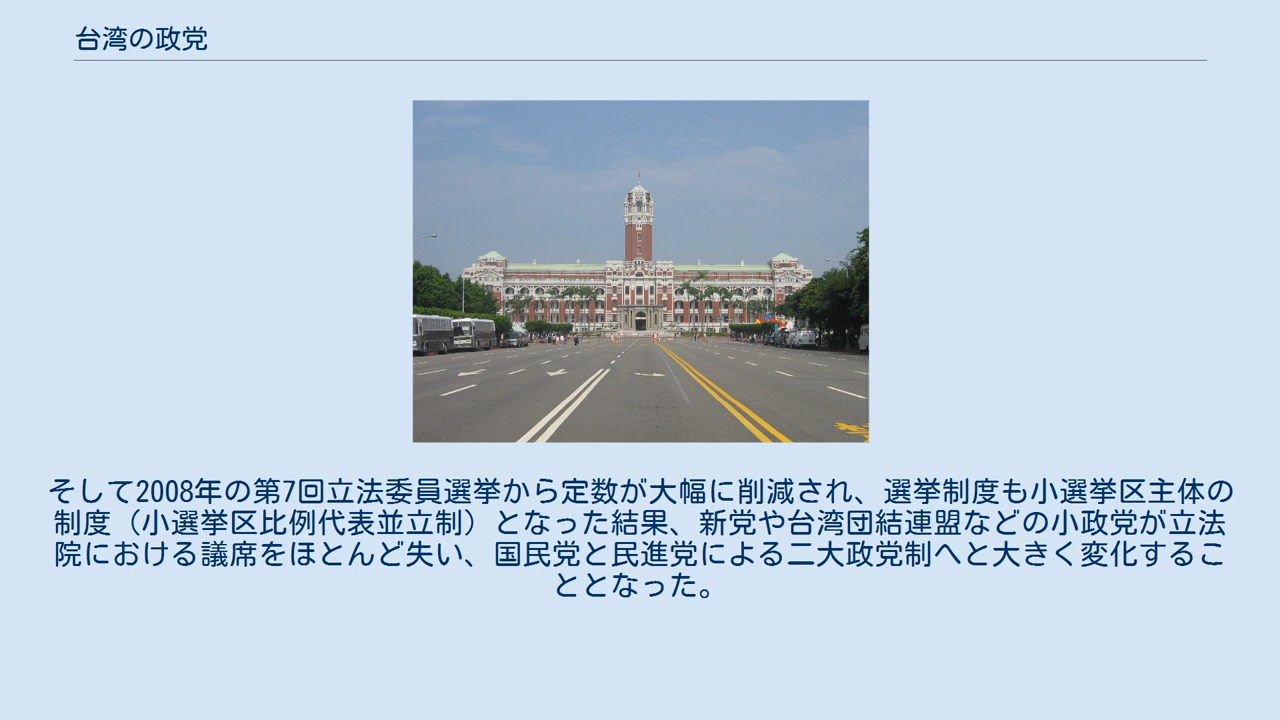 台湾の政党
そして2008年の第7回立法委員選挙から定数が大幅に削減され、選挙制度も小選挙区主体の
制度（小選挙区比例代表並立制）となった結果、新党や台湾団結連盟などの小政党が立法
院における議席をほとんど失い、国民党と民進党による二大政党制へと大きく変化するこ
ととなった。